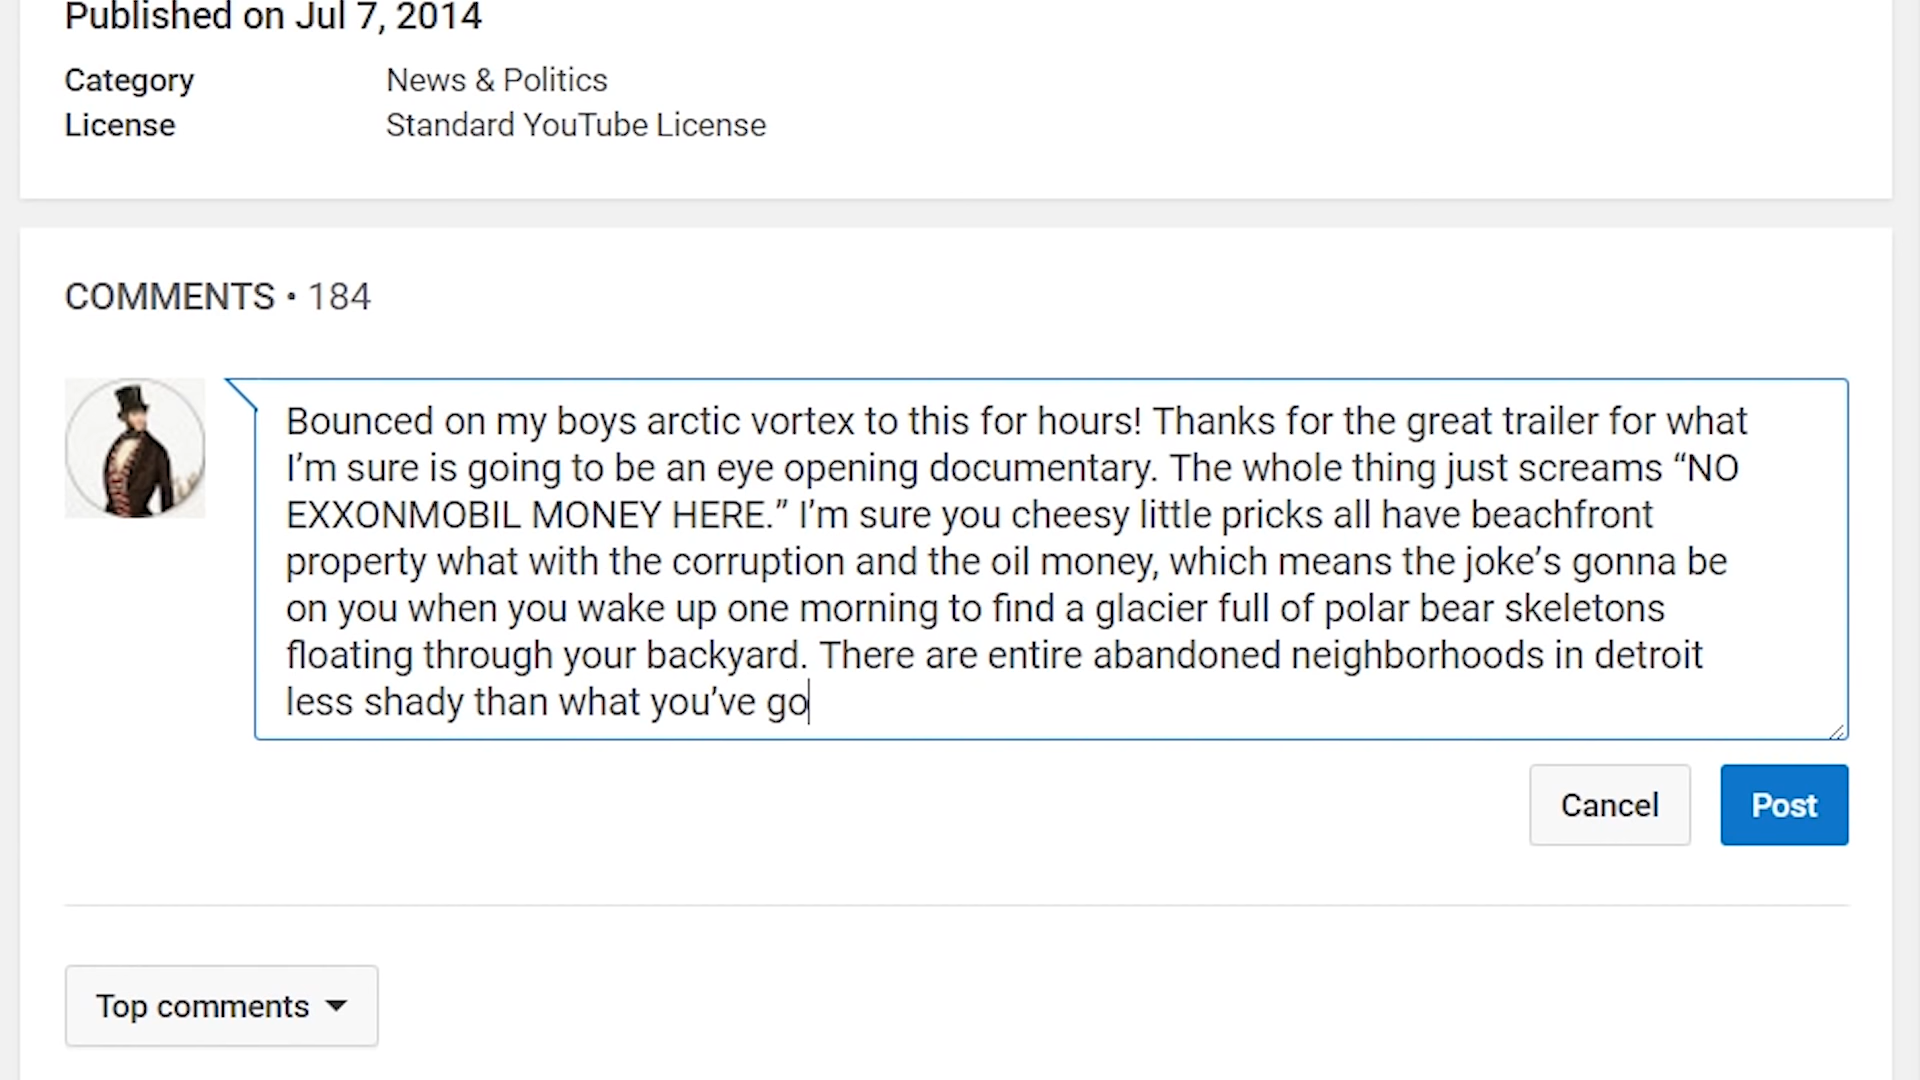 Published on Jul 7, 2014
Category News & Politics
License Standard YouTube License
COMMENTS • 184
Bounced on my boys arctic vortex to this for hours! Thanks for the great trailer for what
I’m sure is going to be an eye opening documentary. The whole thing just screams “NO
EXXONMOBIL MONEY HERE.” I’m sure you cheesy little pricks all have beachfront
property what with the corruption and the oil money, which means the joke’s gonna be
on you when you wake up one morning to find a glacier full of polar bear skeletons
floating through your backyard. There are entire abandoned neighborhoods in detroit
less shady than what you’ve go
Cancel Post
Top comments